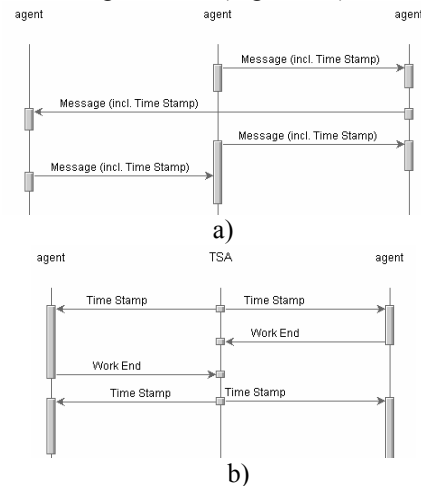 agent agent agent
Message (incl. Time Stamp)
Message (incl. Time Stamp)
Message (incl. Time Stamp)
Message (incl. Time Stamp)
a)
agent TSA agent
Time Stamp Time Stamp
Work End
Work End
Time Stamp Time Stamp
b)